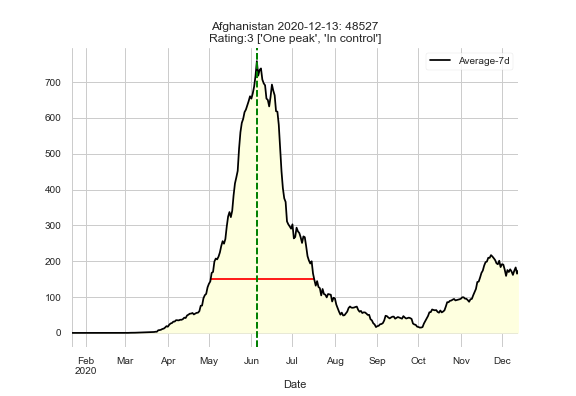 Afghanistan 2020-12-13: 48527
Rating:3 ['One peak', 'In control']
Average-7d
700
600
500
400
300
200
100
0
Feb Mar Apr May Jun Jul Aug Sep Oct Nov Dec
2020
Date